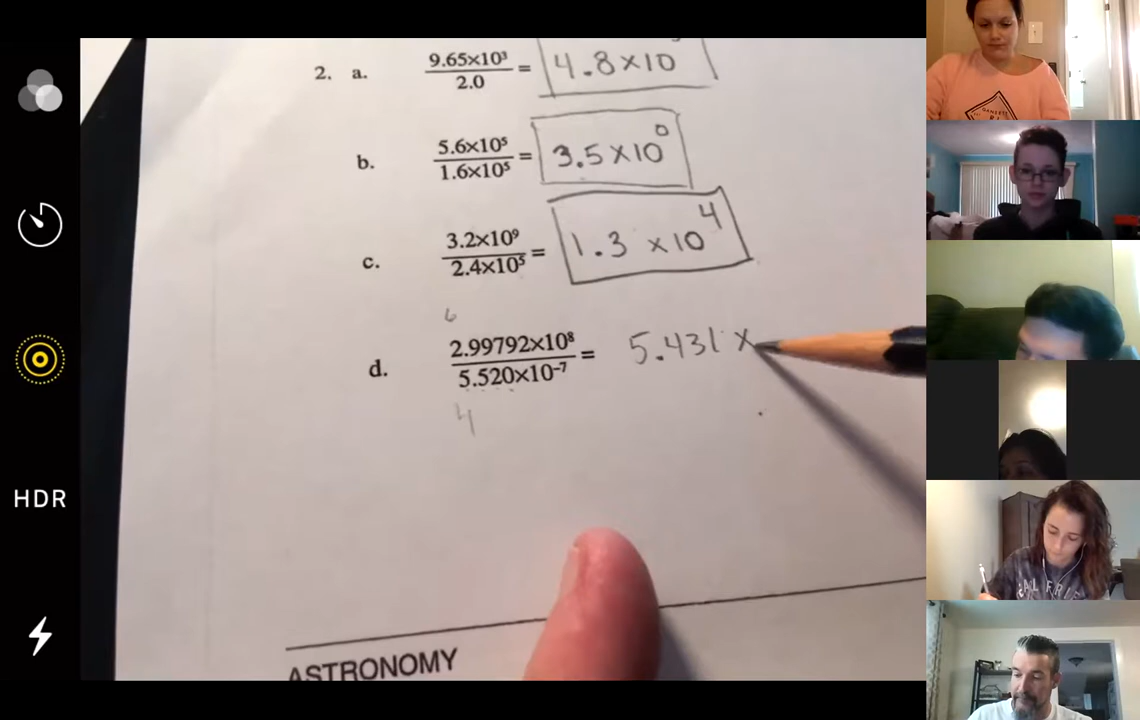 2. a. 9.65×10³ / 2.0 = 4.8 ×10
b. 5.6×10⁵ / 1.6×10⁵ = 3.5 ×10⁰
c. 3.2×10⁹ / 2.4×10⁵ = 1.3 ×10⁴
6
d. 2.99792×10⁸ / 5.520×10⁻⁷ = 5.431 ×
4
ASTRONOMY
HDR